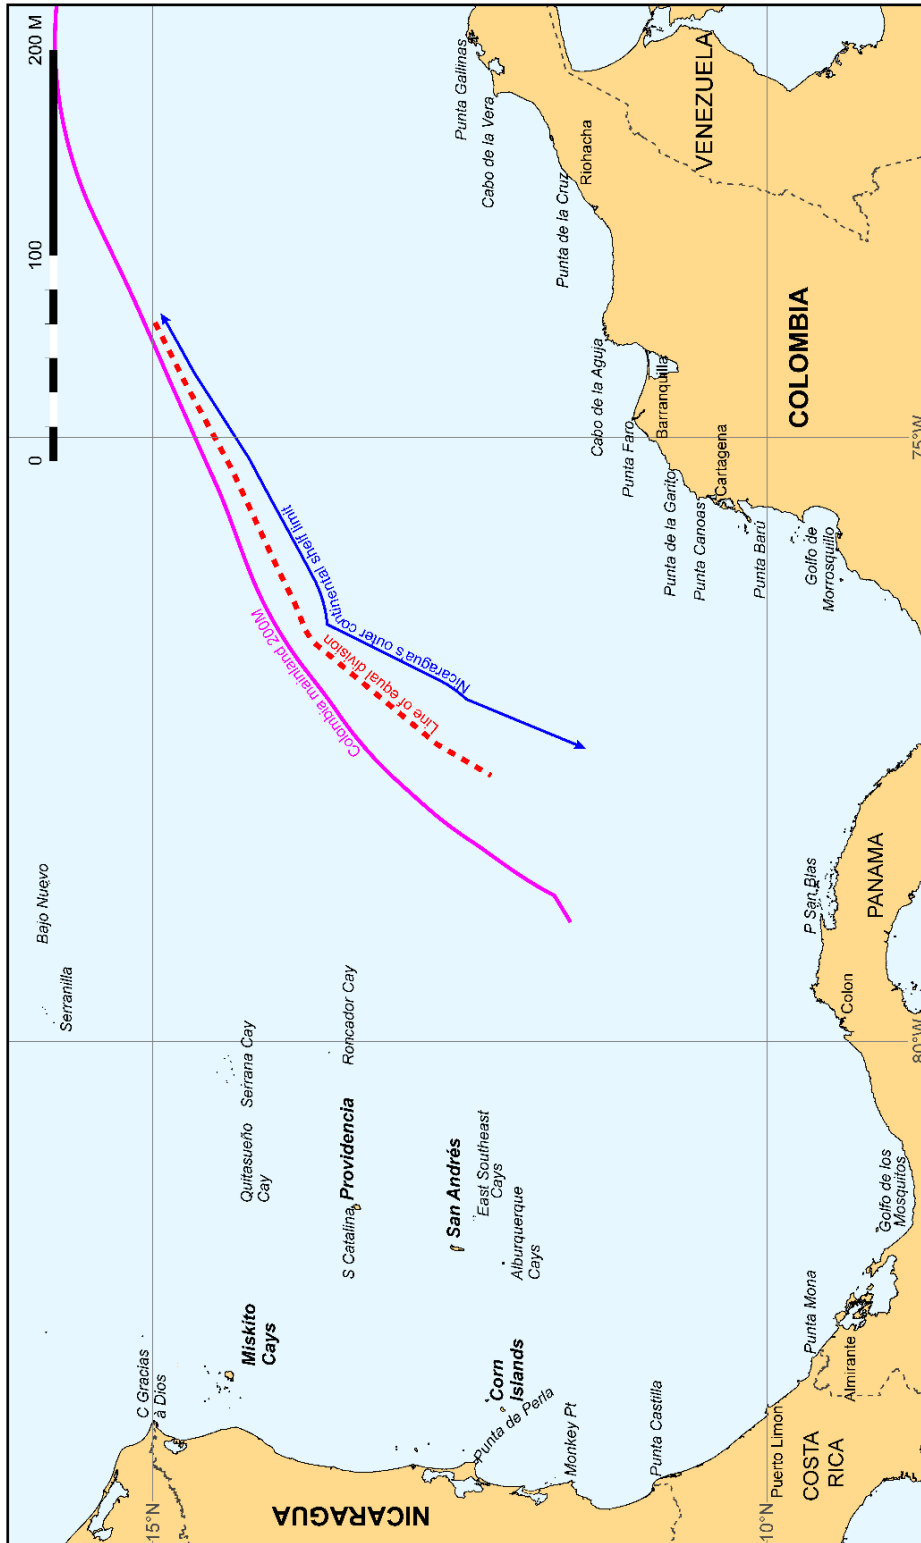 0 100 200 M
Bajo Nuevo
Serranilla
C Gracias
à Dios
15°N
Miskito
Cays
Quitasueño
Cay
Serrana Cay
S Catalina
Providencia
Roncador Cay
San Andrés
East Southeast
Cays
Alburquerque
Cays
Corn
Islands
Punta de Perla
Monkey Pt
NICARAGUA
Colombia mainland 200M
Line of equal division
Nicaragua's outer continental shelf limit
Punta Gallinas
Cabo de la Vera
Punta de la Cruz
Riohacha
Cabo de la Aguja
Punta Faro
Barranquilla
Punta de la Garito
Punta Canoas
Cartagena
Punta Barú
Golfo de
Morrosquillo
VENEZUELA
COLOMBIA
Punta Castilla
Puerto Limon
10°N
COSTA
RICA
Punta Mona
Almirante
Golfo de los
Mosquitos
P San Blas
Colon
PANAMA
80°W
75°W